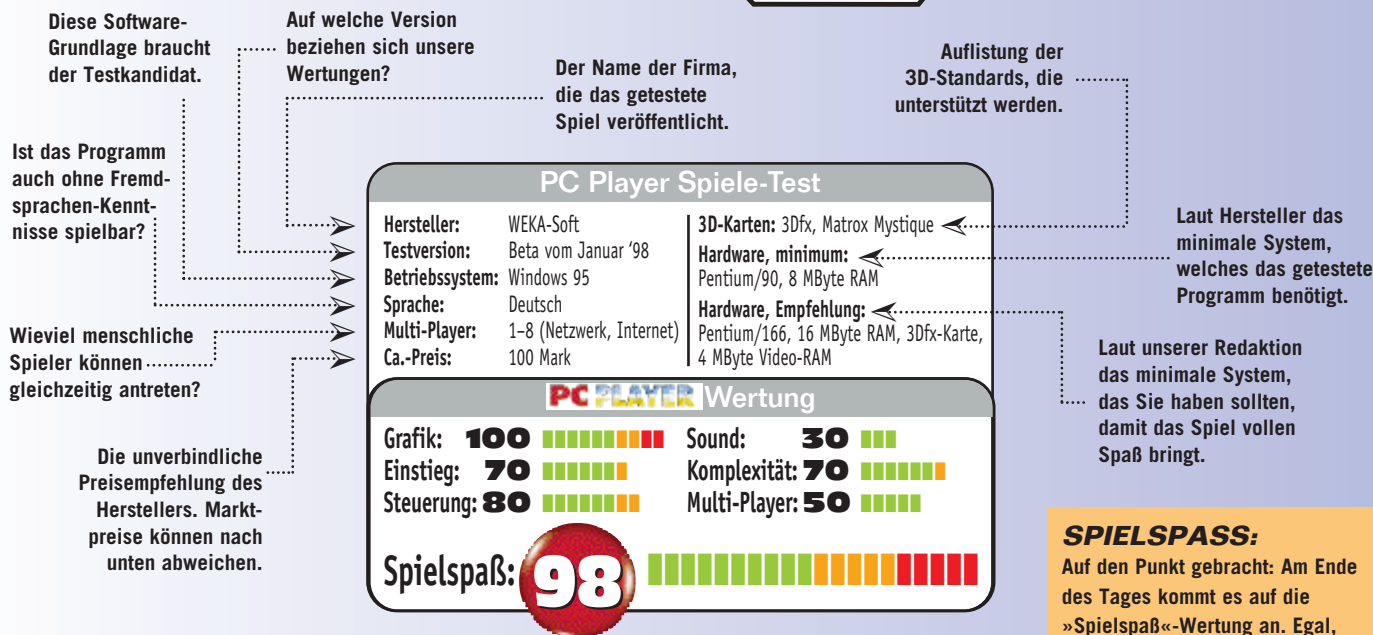 Diese Software-
Grundlage braucht
der Testkandidat.
Auf welche Version
beziehen sich unsere
Wertungen?
Der Name der Firma,
die das getestete
Spiel veröffentlicht.
Auflistung der
3D-Standards, die
unterstützt werden.
Ist das Programm
auch ohne Fremd-
sprachen-Kennt-
nisse spielbar?
Wieviel menschliche
Spieler können
gleichzeitig antreten?
Die unverbindliche
Preisempfehlung des
Herstellers. Markt-
preise können nach
unten abweichen.
PC Player Spiele-Test
Hersteller: WEKA-Soft
Testversion: Beta vom Januar ‘98
Betriebssystem: Windows 95
Sprache: Deutsch
Multi-Player: 1–8 (Netzwerk, Internet)
Ca.-Preis: 100 Mark
3D-Karten: 3Dfx, Matrox Mystique
Hardware, minimum:
Pentium/90, 8 MByte RAM
Hardware, Empfehlung:
Pentium/166, 16 MByte RAM, 3Dfx-Karte,
4 MByte Video-RAM
PC PLAYER Wertung
Grafik: 100 Sound: 30
Einstieg: 70 Komplexität: 70
Steuerung: 80 Multi-Player: 50
Spielspaß: 98
Laut Hersteller das
minimale System,
welches das getestete
Programm benötigt.
Laut unserer Redaktion
das minimale System,
das Sie haben sollten,
damit das Spiel vollen
Spaß bringt.
SPIELSPASS:
Auf den Punkt gebracht: Am Ende
des Tages kommt es auf die
»Spielspaß«-Wertung an. Egal,